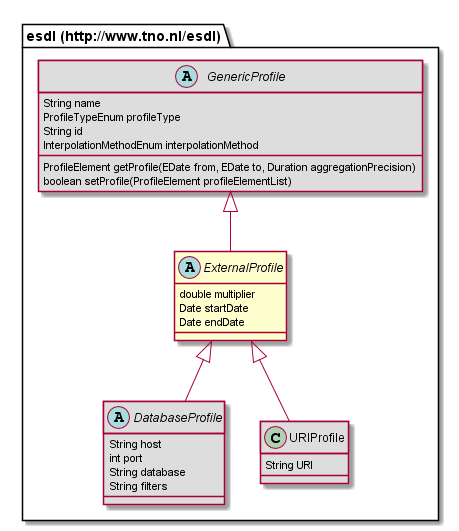 esdl (http://www.tno.nl/esdl)
A GenericProfile
String name
ProfileTypeEnum profileType
String id
InterpolationMethodEnum interpolationMethod
ProfileElement getProfile(EDate from, EDate to, Duration aggregationPrecision)
boolean setProfile(ProfileElement profileElementList)
A ExternalProfile
double multiplier
Date startDate
Date endDate
A DatabaseProfile
String host
int port
String database
String filters
C URIProfile
String URI